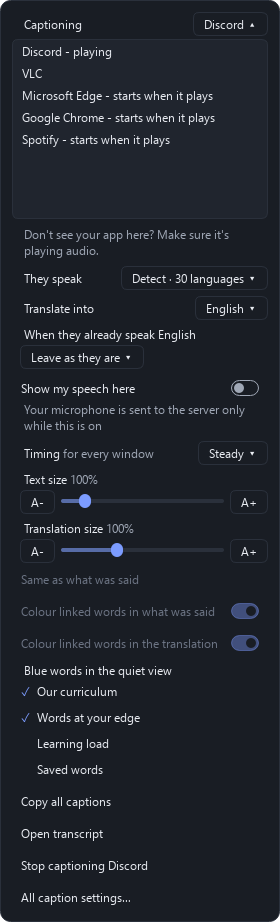 Captioning
Discord ▴
Discord - playing
VLC
Microsoft Edge - starts when it plays
Google Chrome - starts when it plays
Spotify - starts when it plays
Don't see your app here? Make sure it's
playing audio.
They speak
Detect · 30 languages ▾
Translate into
English ▾
When they already speak English
Leave as they are ▾
Show my speech here
Your microphone is sent to the server only
while this is on
Timing for every window
Steady ▾
Text size 100%
A-
A+
Translation size 100%
A-
A+
Same as what was said
Colour linked words in what was said
Colour linked words in the translation
Blue words in the quiet view
✓ Our curriculum
✓ Words at your edge
Learning load
Saved words
Copy all captions
Open transcript
Stop captioning Discord
All caption settings...